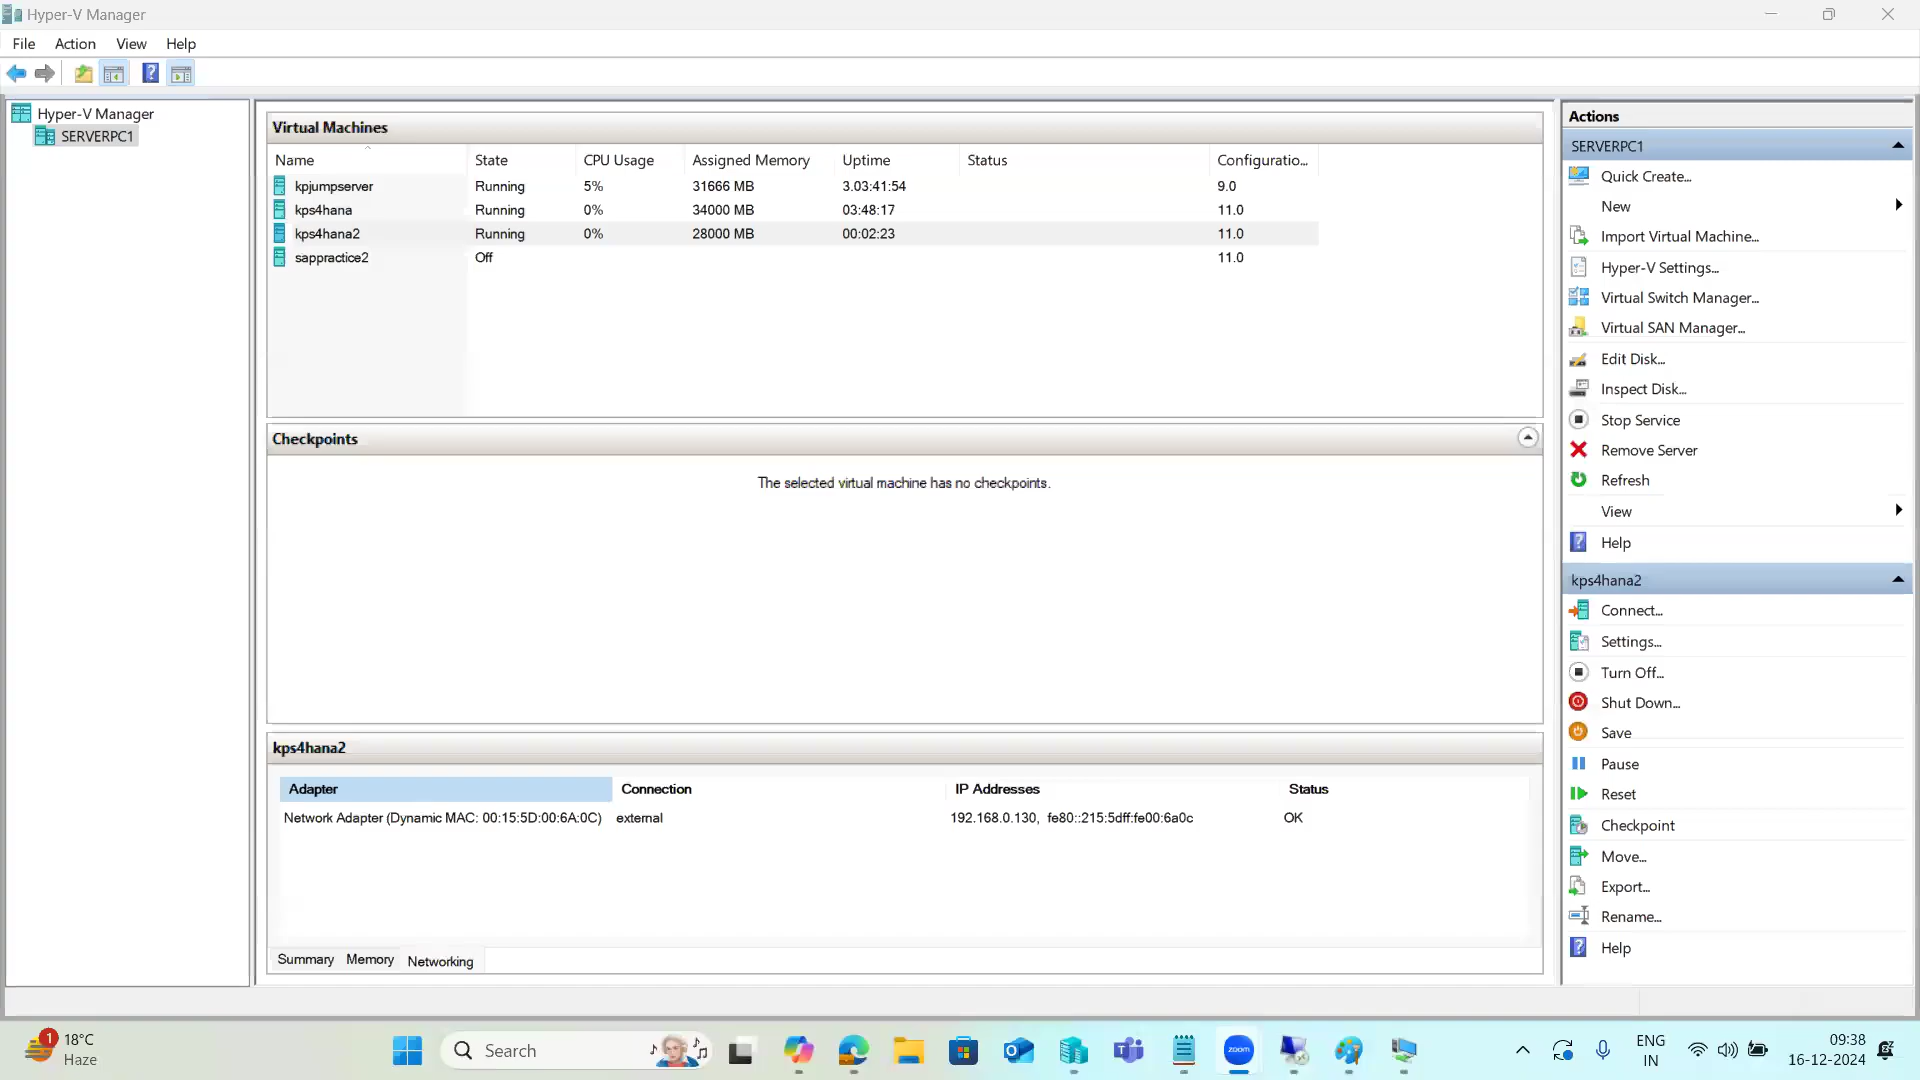 Hyper-V Manager
File Action View Help
Hyper-V Manager
SERVERPC1
Virtual Machines
Name State CPU Usage Assigned Memory Uptime Status Configuratio...
kpjumpserver Running 5% 31666 MB 3.03:41:54 9.0
kps4hana Running 0% 34000 MB 03:48:17 11.0
kps4hana2 Running 0% 28000 MB 00:02:23 11.0
sappractice2 Off 11.0
Checkpoints
The selected virtual machine has no checkpoints.
kps4hana2
Adapter Connection IP Addresses Status
Network Adapter (Dynamic MAC: 00:15:5D:00:6A:0C) external 192.168.0.130, fe80::215:5dff:fe00:6a0c OK
Summary Memory Networking
Actions
SERVERPC1
Quick Create...
New
Import Virtual Machine...
Hyper-V Settings...
Virtual Switch Manager...
Virtual SAN Manager...
Edit Disk...
Inspect Disk...
Stop Service
Remove Server
Refresh
View
Help
kps4hana2
Connect...
Settings...
Turn Off...
Shut Down...
Save
Pause
Reset
Checkpoint
Move...
Export...
Rename...
Help
1
18°C
Haze
Search
zoom
ENG
IN
09:38
16-12-2024